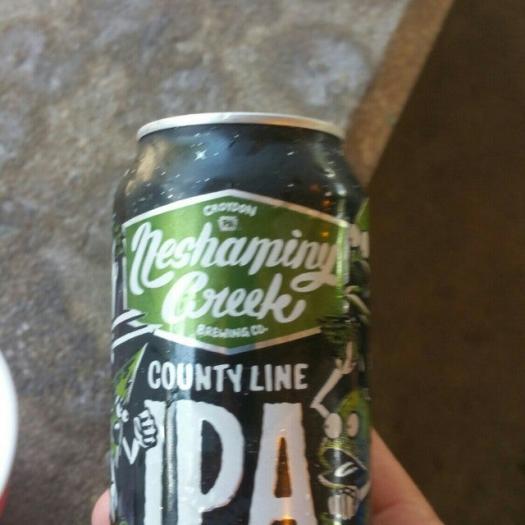 CROYDON
PA
Neshaminy
Creek
BREWING CO.
COUNTY LINE
IPA